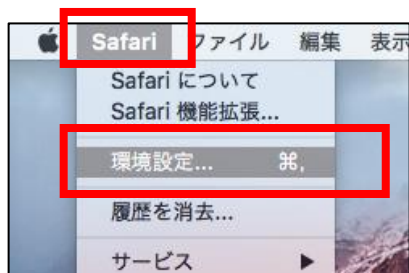 Safari ファイル 編集 表示
Safari について
Safari 機能拡張...
環境設定... ⌘,
履歴を消去...
サービス ▶